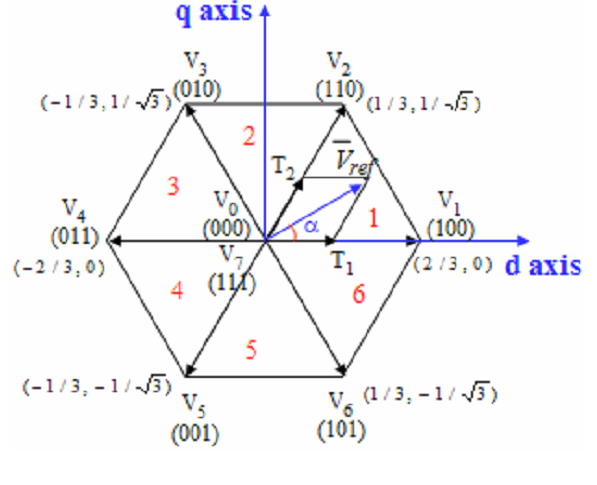 q axis
V3
V2
(010)
(110)
(-1/3, 1/√3)
(1/3, 1/√3)
2
T2
V̅ref
3
V4
V0
α
1
V1
(011)
(000)
(100)
V7
T1
(-2/3, 0)
(2/3, 0)
d axis
4
(111)
6
5
(-1/3, -1/√3)
(1/3, -1/√3)
V5
V6
(001)
(101)